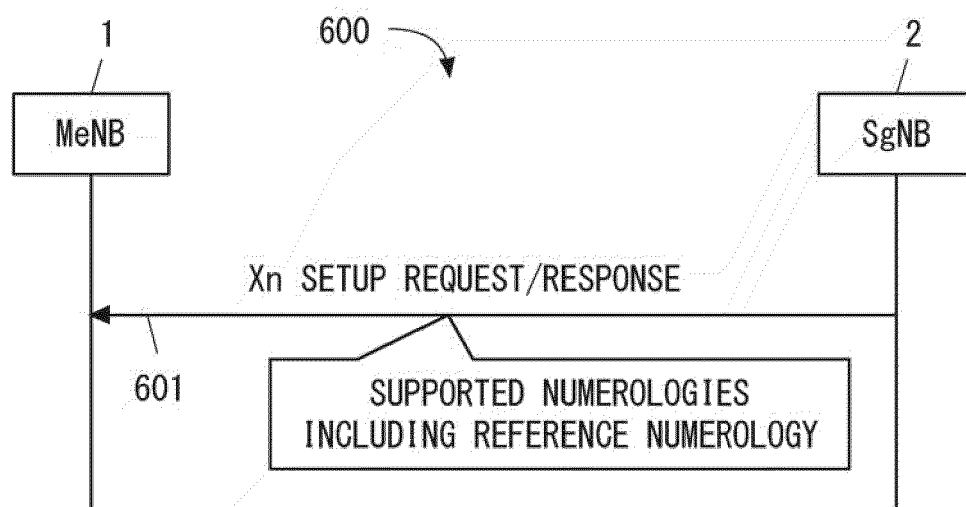 1
600
2
MeNB
SgNB
Xn SETUP REQUEST/RESPONSE
601
SUPPORTED NUMEROLOGIES
INCLUDING REFERENCE NUMEROLOGY